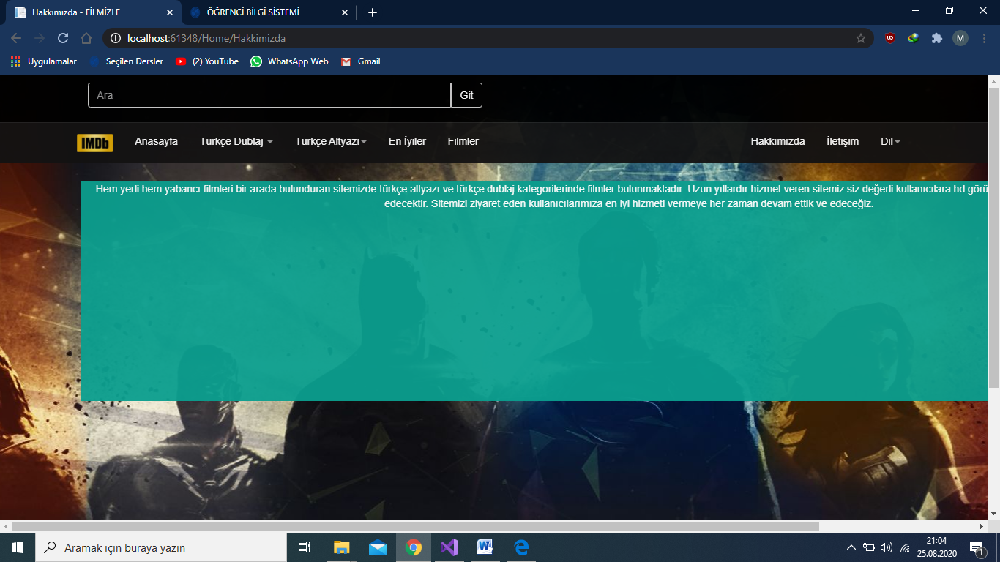 Hakkımızda - FİLMİZLE
ÖĞRENCİ BİLGİ SİSTEMİ
localhost:61348/Home/Hakkimizda
UD
M
Uygulamalar
Seçilen Dersler
(2) YouTube
WhatsApp Web
Gmail
Ara
Git
IMDb
Anasayfa
Türkçe Dublaj
Türkçe Altyazı
En İyiler
Filmler
Hakkımızda
İletişim
Dil
Hem yerli hem yabancı filmleri bir arada bulunduran sitemizde türkçe altyazı ve türkçe dublaj kategorilerinde filmler bulunmaktadır. Uzun yıllardır hizmet veren sitemiz siz değerli kullanıcılara hd görü
edecektir. Sitemizi ziyaret eden kullanıcılarımıza en iyi hizmeti vermeye her zaman devam ettik ve edeceğiz.
Aramak için buraya yazın
21:04
25.08.2020
1